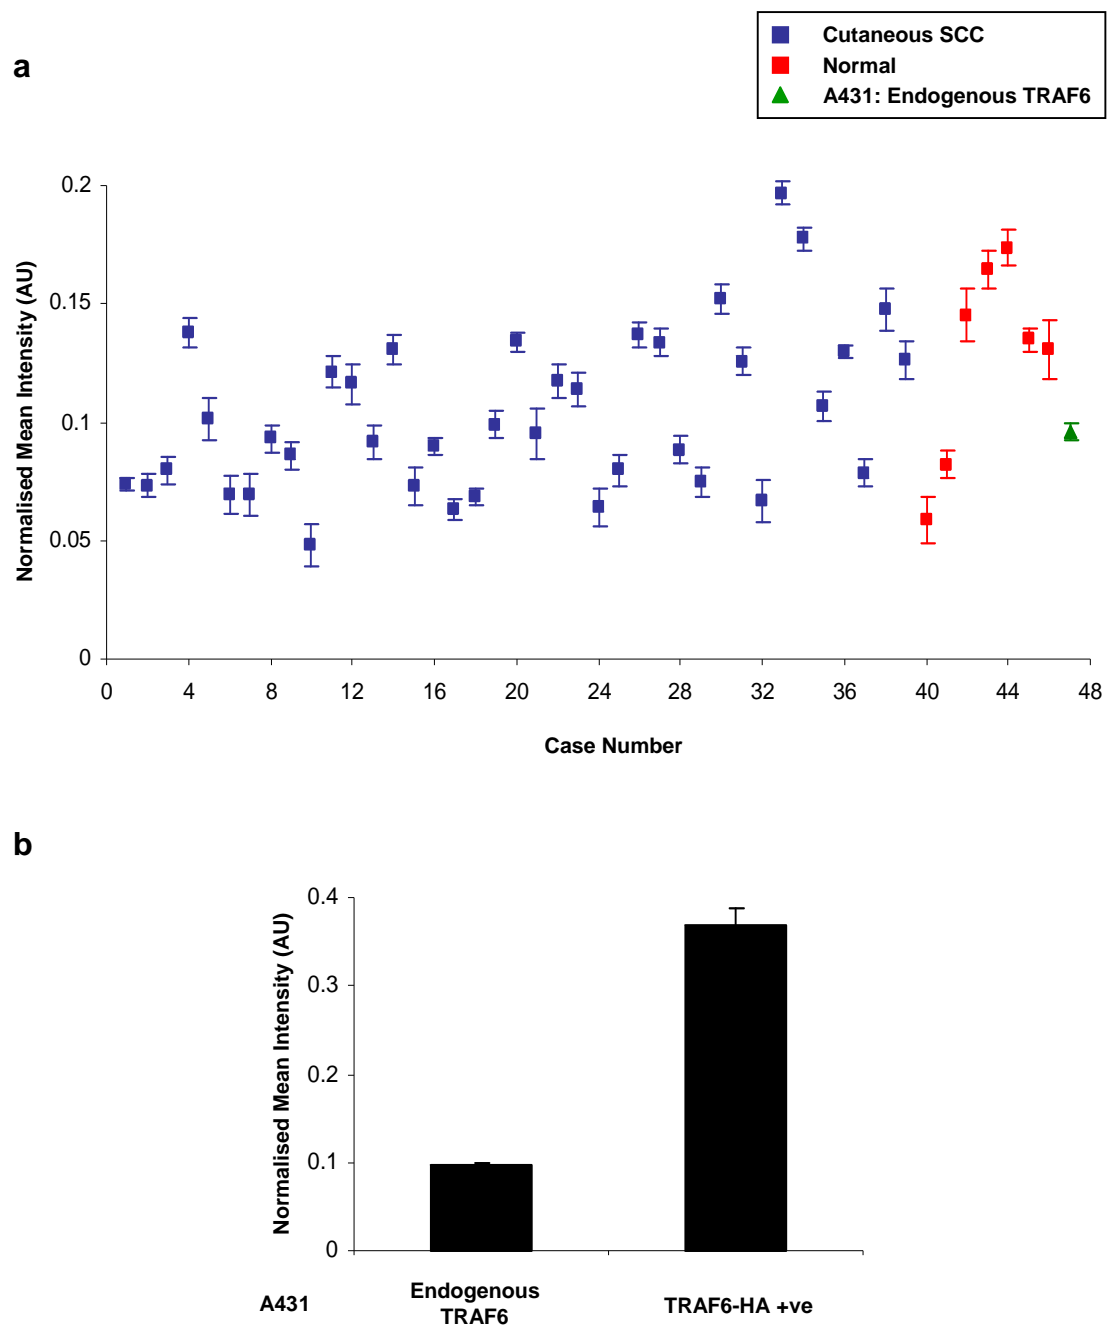 Cutaneous SCC
a
Normal
A431: Endogenous TRAF6
Normalised Mean Intensity (AU)
0.2
0.15
0.1
0.05
0
0 4 8 12 16 20 24 28 32 36 40 44 48
Case Number
b
Normalised Mean Intensity (AU)
0.4
0.3
0.2
0.1
0
A431
Endogenous
TRAF6
TRAF6-HA +ve